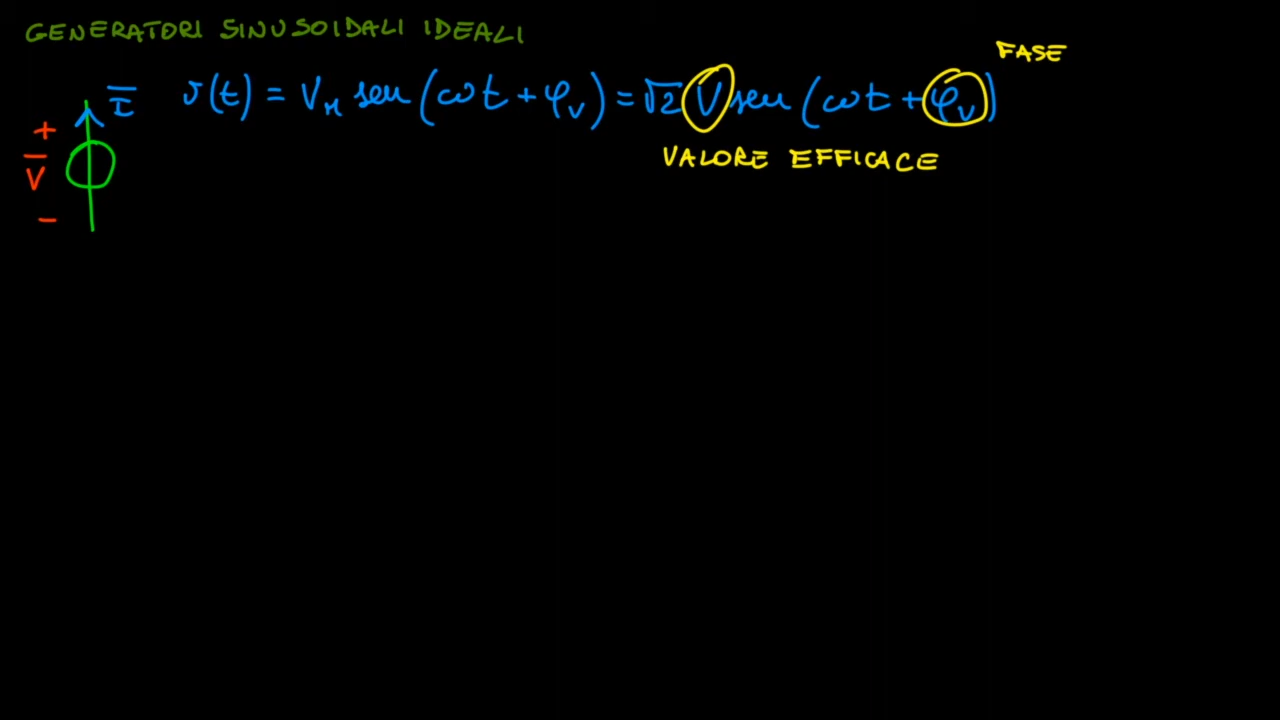 GENERATORI SINUSOIDALI IDEALI
FASE
v(t) = V_M sen (ωt + φ_v) = √2 V sen (ωt + φ_v)
I̅
+
V̅
−
VALORE EFFICACE